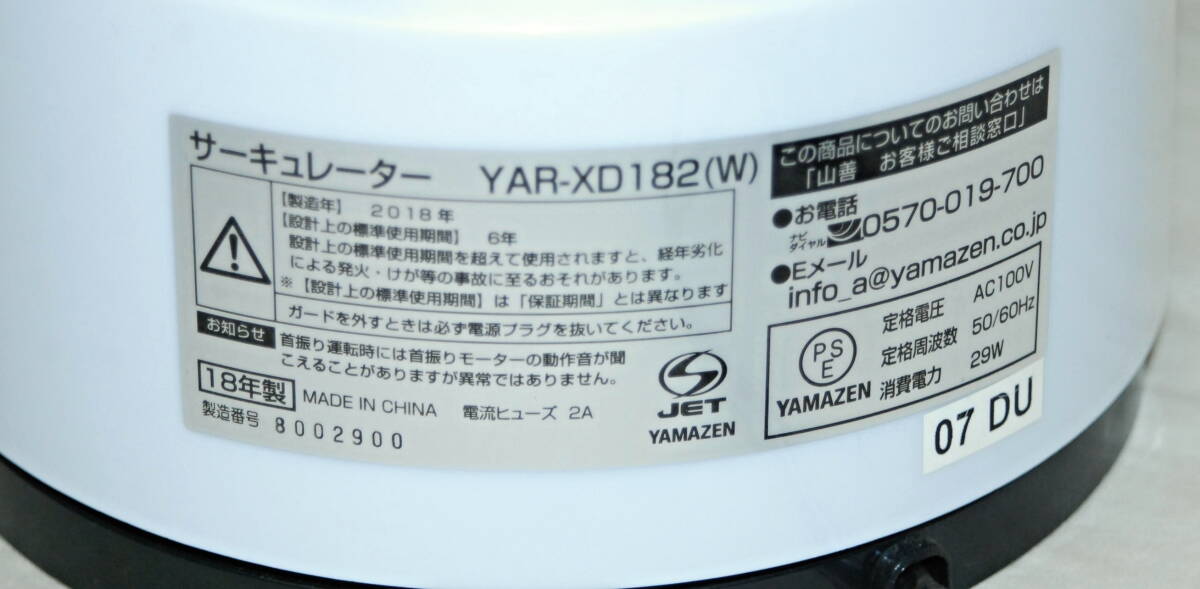 サーキュレーター YAR-XD182(W)
【製造年】 2018年
【設計上の標準使用期間】 6年
設計上の標準使用期間を超えて使用されますと、経年劣化
による発火・けが等の事故に至るおそれがあります。
※【設計上の標準使用期間】は「保証期間」とは異なります
ガードを外すときは必ず電源プラグを抜いてください。
お知らせ 首振り運転時には首振りモーターの動作音が聞
こえることがありますが異常ではありません。
18年製 MADE IN CHINA 電流ヒューズ 2A
製造番号 8002900
JET
YAMAZEN
この商品についてのお問い合わせは
「山善 お客様ご相談窓口」
●お電話
ナビダイヤル 0570-019-700
●Eメール
info_a@yamazen.co.jp
PSE
YAMAZEN
定格電圧 AC100V
定格周波数 50/60Hz
消費電力 29W
07 DU